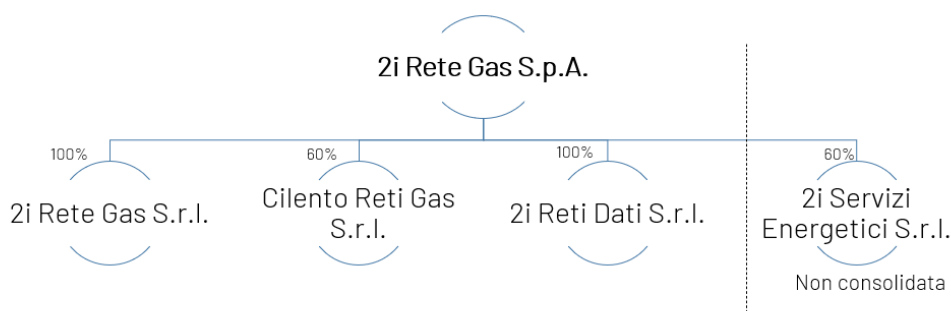 2i Rete Gas S.p.A.
100%
60%
100%
60%
2i Rete Gas S.r.l.
Cilento Reti Gas
S.r.l.
2i Reti Dati S.r.l.
2i Servizi
Energetici S.r.l.
Non consolidata